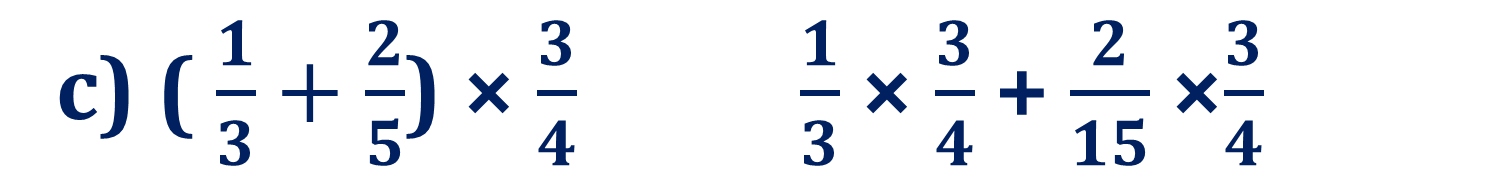 c) ( 1/3 + 2/5 ) × 3/4 1/3 × 3/4 + 2/15 × 3/4